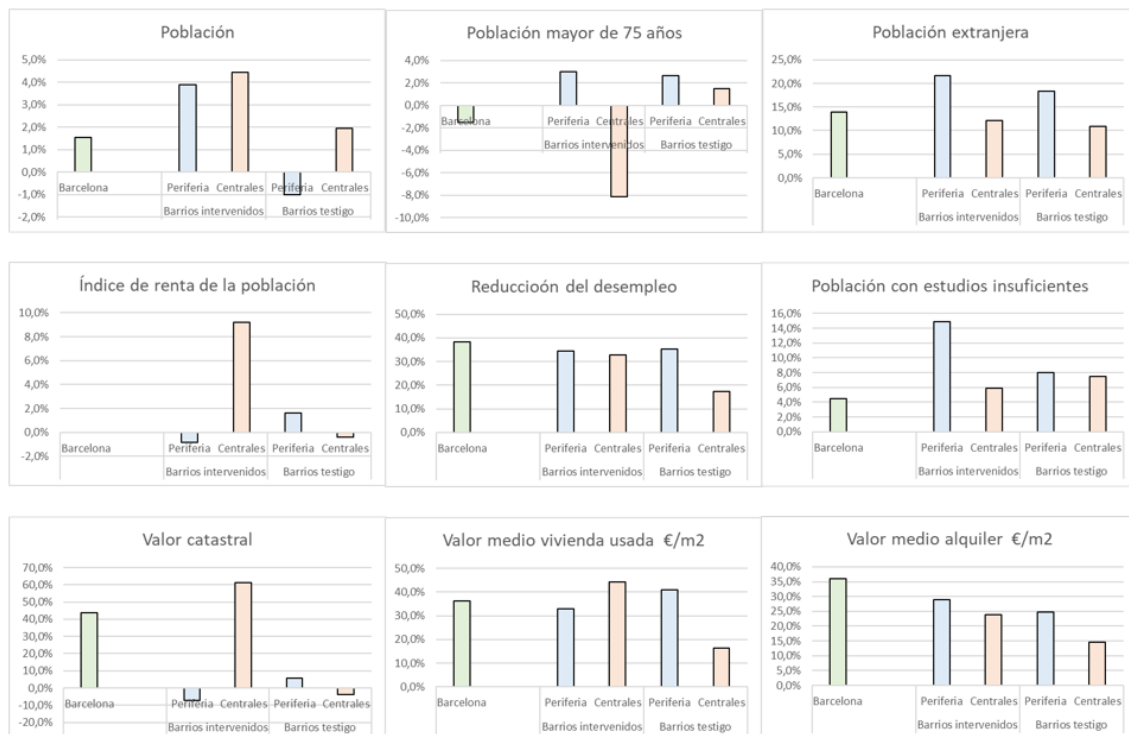 Población
5,0%
4,0%
3,0%
2,0%
1,0%
0,0%
-1,0%
-2,0%
Barcelona
Periferia
Centrales
Periferia
Centrales
Barrios intervenidos
Barrios testigo
Población mayor de 75 años
4,0%
2,0%
0,0%
-2,0%
-4,0%
-6,0%
-8,0%
-10,0%
Barcelona
Periferia
Centrales
Periferia
Centrales
Barrios intervenidos
Barrios testigo
Población extranjera
25,0%
20,0%
15,0%
10,0%
5,0%
0,0%
Barcelona
Periferia
Centrales
Periferia
Centrales
Barrios intervenidos
Barrios testigo
Índice de renta de la población
10,0%
8,0%
6,0%
4,0%
2,0%
0,0%
-2,0%
Barcelona
Periferia
Centrales
Periferia
Centrales
Barrios intervenidos
Barrios testigo
Reduccioón del desempleo
50,0%
40,0%
30,0%
20,0%
10,0%
0,0%
Barcelona
Periferia
Centrales
Periferia
Centrales
Barrios intervenidos
Barrios testigo
Población con estudios insuficientes
16,0%
14,0%
12,0%
10,0%
8,0%
6,0%
4,0%
2,0%
0,0%
Barcelona
Periferia
Centrales
Periferia
Centrales
Barrios intervenidos
Barrios testigo
Valor catastral
70,0%
60,0%
50,0%
40,0%
30,0%
20,0%
10,0%
0,0%
-10,0%
-20,0%
Barcelona
Periferia
Centrales
Periferia
Centrales
Barrios intervenidos
Barrios testigo
Valor medio vivienda usada €/m2
50,0%
40,0%
30,0%
20,0%
10,0%
0,0%
Barcelona
Periferia
Centrales
Periferia
Centrales
Barrios intervenidos
Barrios testigo
Valor medio alquiler €/m2
40,0%
35,0%
30,0%
25,0%
20,0%
15,0%
10,0%
5,0%
0,0%
Barcelona
Periferia
Centrales
Periferia
Centrales
Barrios intervenidos
Barrios testigo